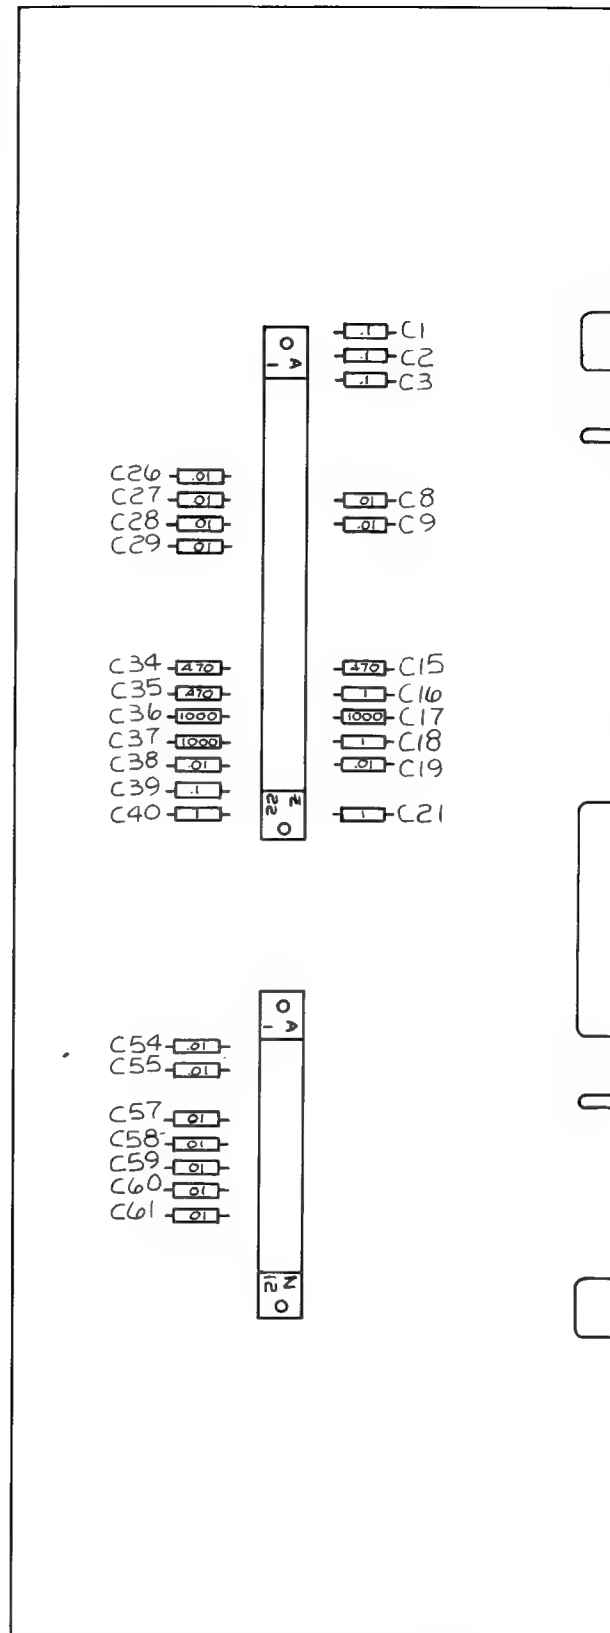 .1 C1
A 1 .1 C2
.1 C3
C26 .01
C27 .01 .01 C8
C28 .01 .01 C9
C29 .01
C34 470 470 C15
C35 470 1 C16
C36 1000 1000 C17
C37 1000 1 C18
C38 .01 .01 C19
C39 .1
C40 1 Z 22 1 C21
A 1
C54 .01
C55 .01
C57 .01
C58 .01
C59 .01
C60 .01
C61 .01
N 12